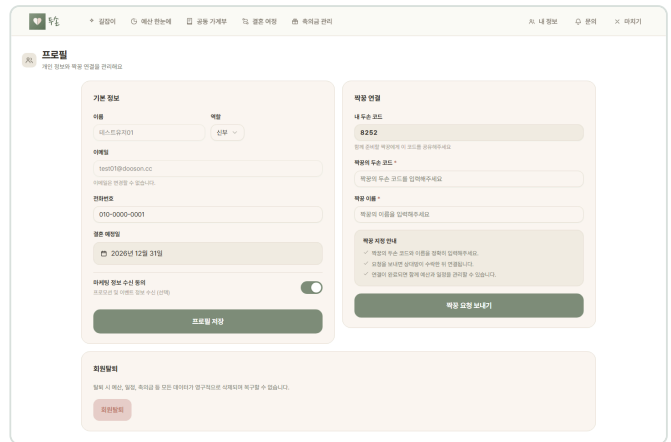 두손
길잡이 예산 한눈에 공동 가계부 결혼 여정 축의금 관리 내 정보 문의 마치기
프로필
개인 정보와 짝꿍 연결을 관리해요
기본 정보
이름 역할
테스트유저01 신부
이메일
test01@dooson.cc
이메일은 변경할 수 없습니다.
전화번호
010-0000-0001
결혼 예정일
2026년 12월 31일
마케팅 정보 수신 동의
프로모션 및 이벤트 정보 수신 (선택)
프로필 저장
짝꿍 연결
내 두손 코드
8252
함께 준비할 짝꿍에게 이 코드를 공유해주세요
짝꿍의 두손 코드 *
짝꿍의 두손 코드를 입력해주세요
짝꿍 이름 *
짝꿍의 이름을 입력해주세요
짝꿍 지정 안내
✓ 짝꿍의 두손 코드와 이름을 정확히 입력해주세요.
✓ 요청을 보내면 상대방이 수락한 뒤 연결됩니다.
✓ 연결이 완료되면 함께 예산과 일정을 관리할 수 있습니다.
짝꿍 요청 보내기
회원탈퇴
탈퇴 시 예산, 일정, 축의금 등 모든 데이터가 영구적으로 삭제되며 복구할 수 없습니다.
회원탈퇴